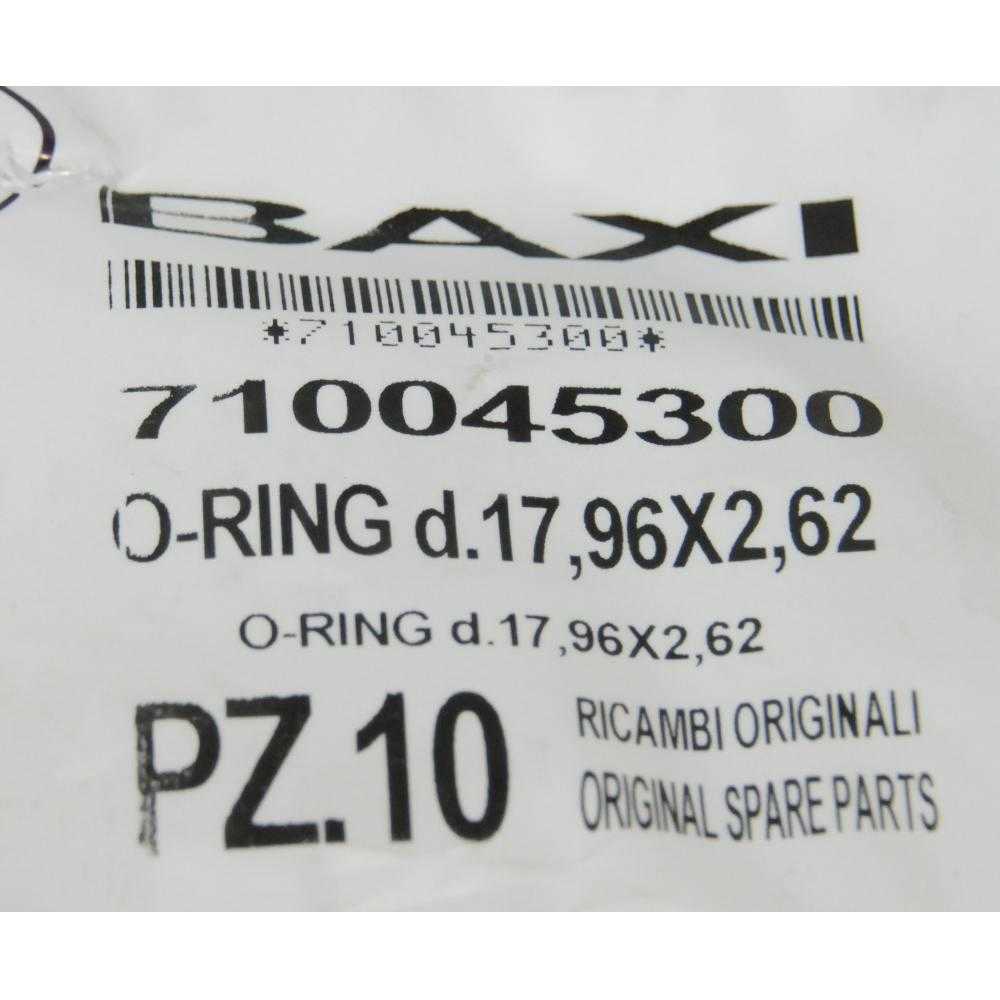 BAXI
*710045300*
710045300
O-RING d.17,96X2,62
O-RING d.17,96X2,62
PZ.10
RICAMBI ORIGINALI
ORIGINAL SPARE PARTS